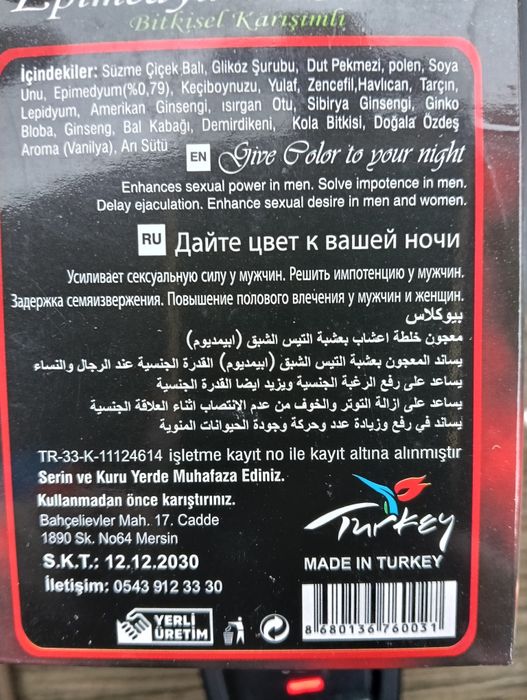 Bitkisel Karışımlı
İçindekiler: Süzme Çiçek Balı, Glikoz Şurubu, Dut Pekmezi, polen, Soya
Unu, Epimedyum(%0,79), Keçiboynuzu, Yulaf, Zencefil,Havlican, Tarçın,
Lepidyum, Amerikan Ginsengi, ısırgan Otu, Sibirya Ginsengi, Ginko
Bloba, Ginseng, Bal Kabağı, Demirdikeni, Kola Bitkisi, Doğala Özdeş
Aroma (Vanilya), Arı Sütü
EN Give Color to your night
Enhances sexual power in men. Solve impotence in men.
Delay ejaculation. Enhance sexual desire in men and women.
RU Дайте цвет к вашей ночи
Усиливает сексуальную силу у мужчин. Решить импотенцию у мужчин.
Задержка семяизвержения. Повышение полового влечения у мужчин и женщин.
بيوكلاس
معجون خلطة اعشاب بعشبة التيس الشبق (ابيمديوم)
يساند المعجون بعشبة التيس الشبق (ابيمديوم) القدرة الجنسية عند الرجال والنساء
يساعد على رفع الرغبة الجنسية ويزيد ايضا القدرة الجنسية
يساعد على ازالة التوتر والخوف من عدم الانتصاب اثناء العلاقة الجنسية
يساند في رفع وزيادة عدد وحركة وجودة الحيوانات المنوية
TR-33-K-11124614 işletme kayıt no ile kayıt altına alınmıştır
Serin ve Kuru Yerde Muhafaza Ediniz.
Kullanmadan önce karıştırınız.
Bahçelievler Mah. 17. Cadde
1890 Sk. No64 Mersin
S.K.T.: 12.12.2030
İletişim: 0543 912 33 30
Turkey
MADE IN TURKEY
YERLİ
ÜRETİM
8 680136 760031